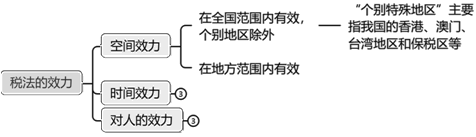 税法的效力
空间效力
在全国范围内有效，
个别地区除外
“个别特殊地区”主要
指我国的香港、澳门、
台湾地区和保税区等
在地方范围内有效
时间效力
3
对人的效力
3